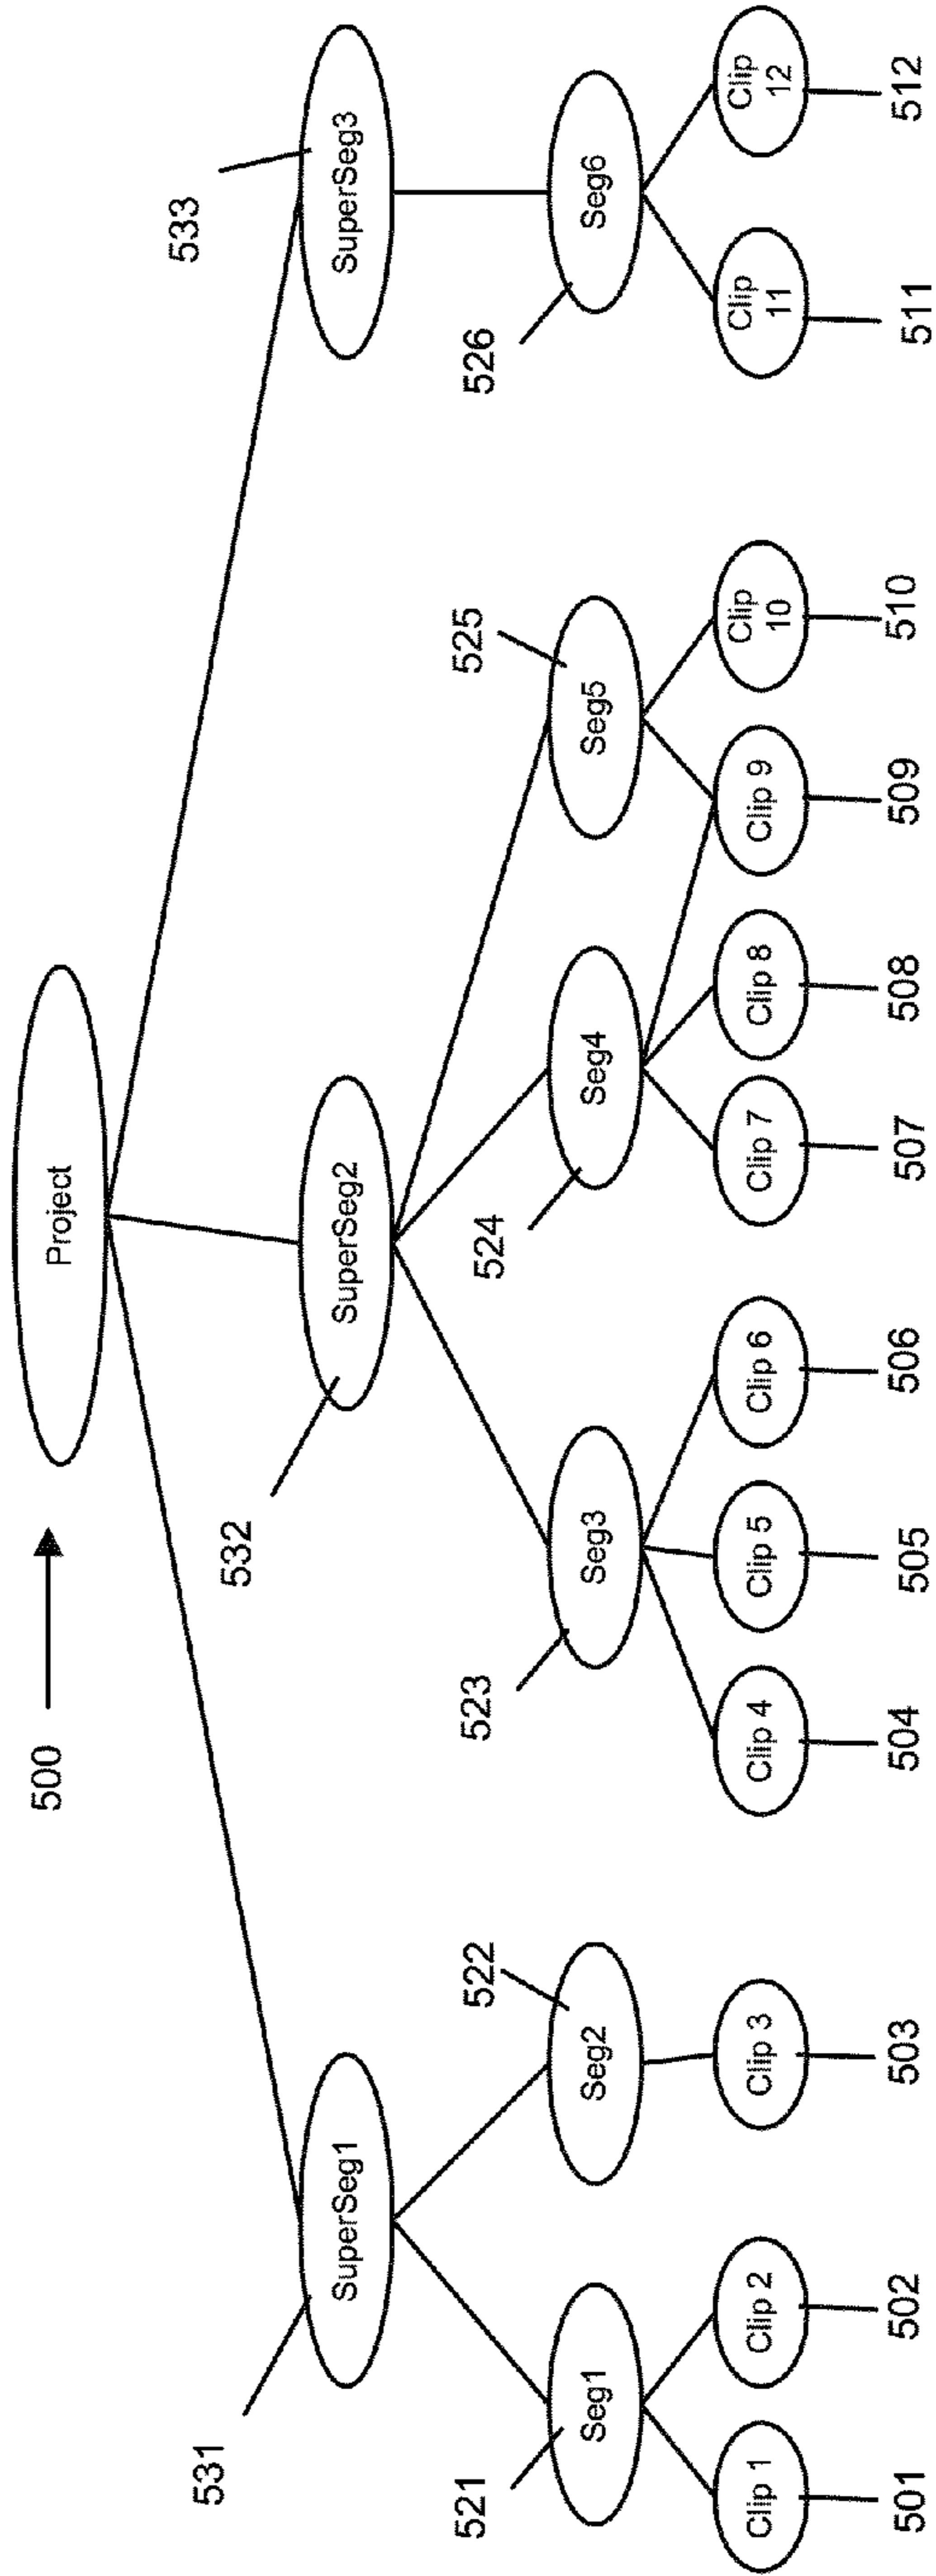 500
Project
531
SuperSeg1
532
SuperSeg2
533
SuperSeg3
521
Seg1
522
Seg2
523
Seg3
524
Seg4
525
Seg5
526
Seg6
Clip 1
Clip 2
Clip 3
Clip 4
Clip 5
Clip 6
Clip 7
Clip 8
Clip 9
Clip
10
Clip
11
Clip
12
501
502
503
504
505
506
507
508
509
510
511
512